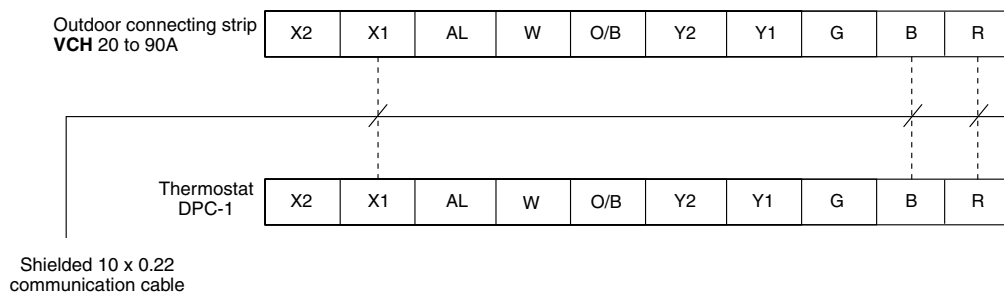 Outdoor connecting strip
VCH 20 to 90A
X2 X1 AL W O/B Y2 Y1 G B R
Thermostat
DPC-1
X2 X1 AL W O/B Y2 Y1 G B R
Shielded 10 x 0.22
communication cable